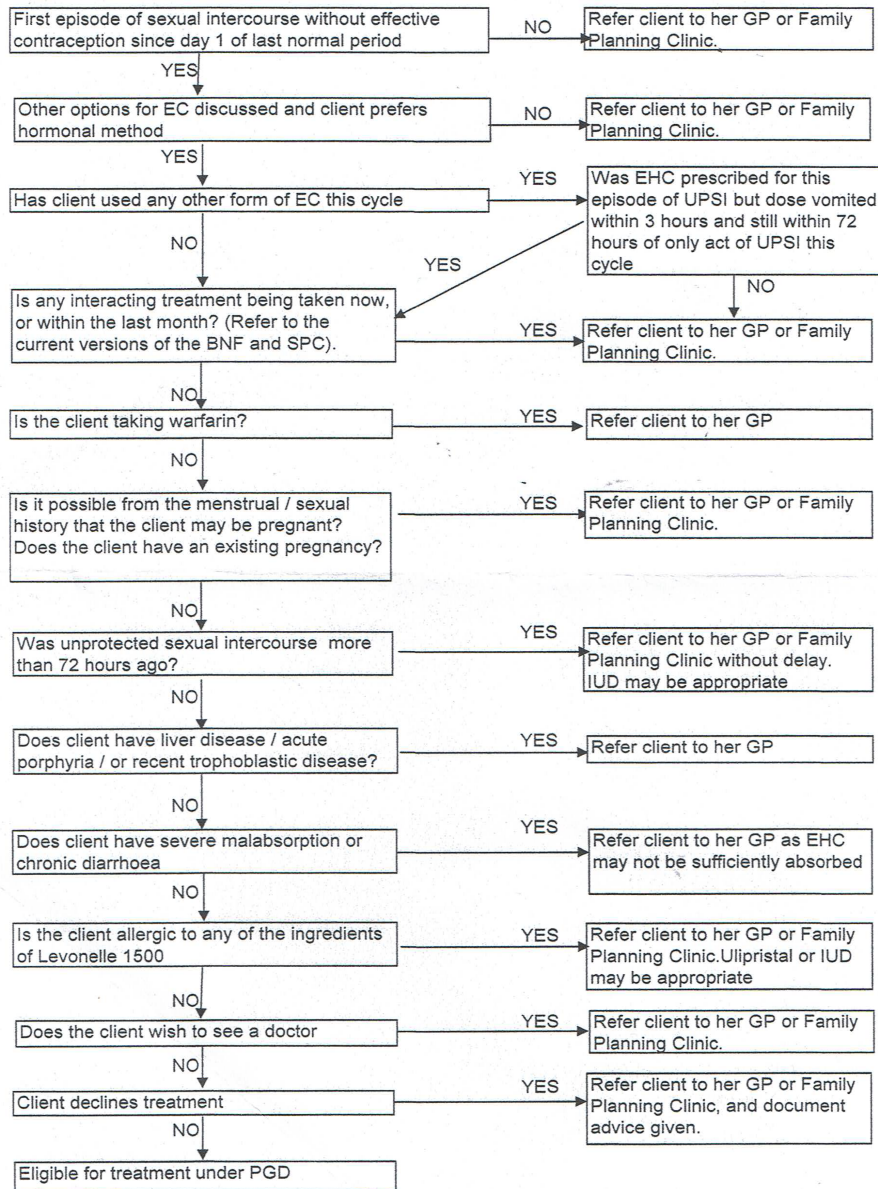 First episode of sexual intercourse without effective
contraception since day 1 of last normal period
NO
Refer client to her GP or Family
Planning Clinic.
YES
Other options for EC discussed and client prefers
hormonal method
NO
Refer client to her GP or Family
Planning Clinic.
YES
Has client used any other form of EC this cycle
YES
Was EHC prescribed for this
episode of UPSI but dose vomited
within 3 hours and still within 72
hours of only act of UPSI this
cycle
NO
YES
NO
Is any interacting treatment being taken now,
or within the last month? (Refer to the
current versions of the BNF and SPC).
YES
Refer client to her GP or Family
Planning Clinic.
NO
Is the client taking warfarin?
YES
Refer client to her GP
NO
Is it possible from the menstrual / sexual
history that the client may be pregnant?
Does the client have an existing pregnancy?
YES
Refer client to her GP or Family
Planning Clinic.
NO
Was unprotected sexual intercourse more
than 72 hours ago?
YES
Refer client to her GP or Family
Planning Clinic without delay.
IUD may be appropriate
NO
Does client have liver disease / acute
porphyria / or recent trophoblastic disease?
YES
Refer client to her GP
NO
Does client have severe malabsorption or
chronic diarrhoea
YES
Refer client to her GP as EHC
may not be sufficiently absorbed
NO
Is the client allergic to any of the ingredients
of Levonelle 1500
YES
Refer client to her GP or Family
Planning Clinic.Ulipristal or IUD
may be appropriate
NO
Does the client wish to see a doctor
YES
Refer client to her GP or Family
Planning Clinic.
NO
Client declines treatment
YES
Refer client to her GP or Family
Planning Clinic, and document
advice given.
NO
Eligible for treatment under PGD